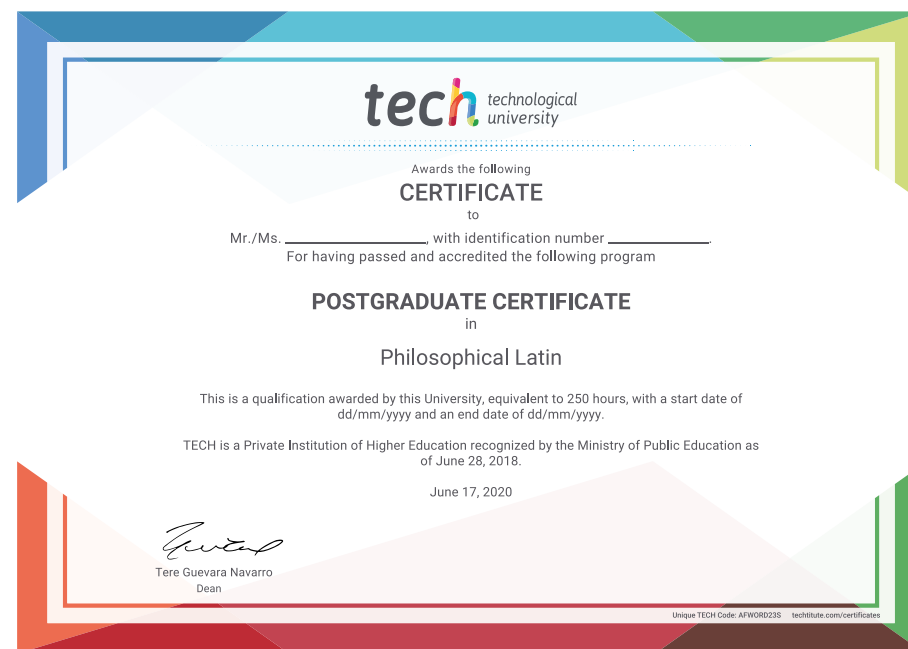 tech technological
university
Awards the following
CERTIFICATE
to
Mr./Ms. ____________________, with identification number ______________.
For having passed and accredited the following program
POSTGRADUATE CERTIFICATE
in
Philosophical Latin
This is a qualification awarded by this University, equivalent to 250 hours, with a start date of
dd/mm/yyyy and an end date of dd/mm/yyyy.
TECH is a Private Institution of Higher Education recognized by the Ministry of Public Education as
of June 28, 2018.
June 17, 2020
Tere Guevara Navarro
Dean
Unique TECH Code: AFWORD23S techtitute.com/certificates